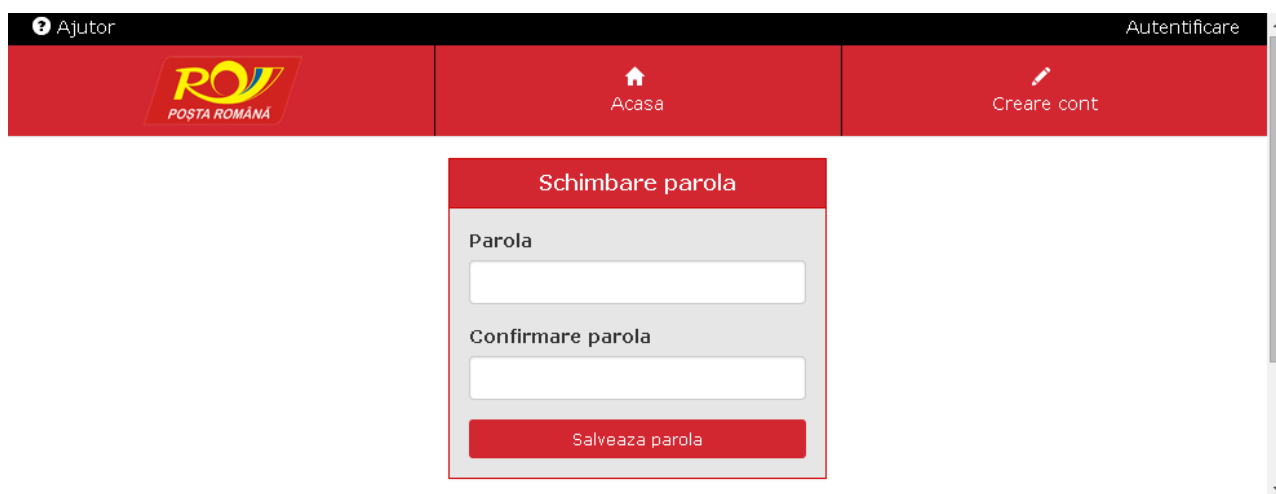 Ajutor
Autentificare
POȘTA ROMÂNĂ
Acasa
Creare cont
Schimbare parola
Parola
Confirmare parola
Salveaza parola